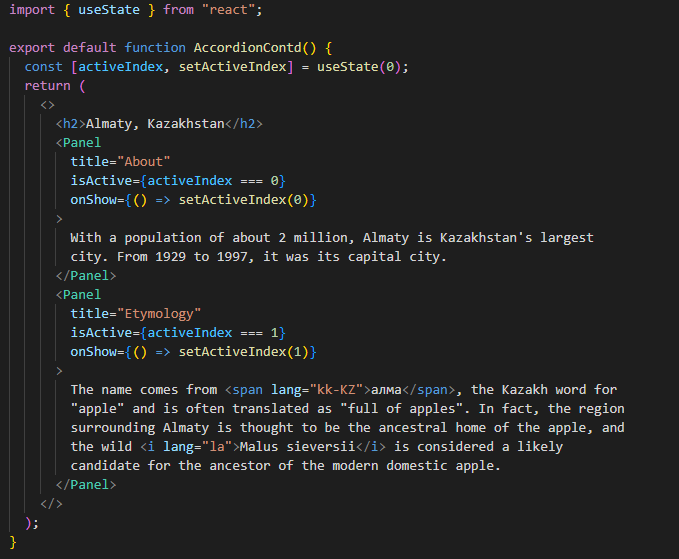 import { useState } from "react";

export default function AccordionContd() {
  const [activeIndex, setActiveIndex] = useState(0);
  return (
    <>
      <h2>Almaty, Kazakhstan</h2>
      <Panel
        title="About"
        isActive={activeIndex === 0}
        onShow={() => setActiveIndex(0)}
      >
        With a population of about 2 million, Almaty is Kazakhstan's largest
        city. From 1929 to 1997, it was its capital city.
      </Panel>
      <Panel
        title="Etymology"
        isActive={activeIndex === 1}
        onShow={() => setActiveIndex(1)}
      >
        The name comes from <span lang="kk-KZ">алма</span>, the Kazakh word for
        "apple" and is often translated as "full of apples". In fact, the region
        surrounding Almaty is thought to be the ancestral home of the apple, and
        the wild <i lang="la">Malus sieversii</i> is considered a likely
        candidate for the ancestor of the modern domestic apple.
      </Panel>
    </>
  );
}